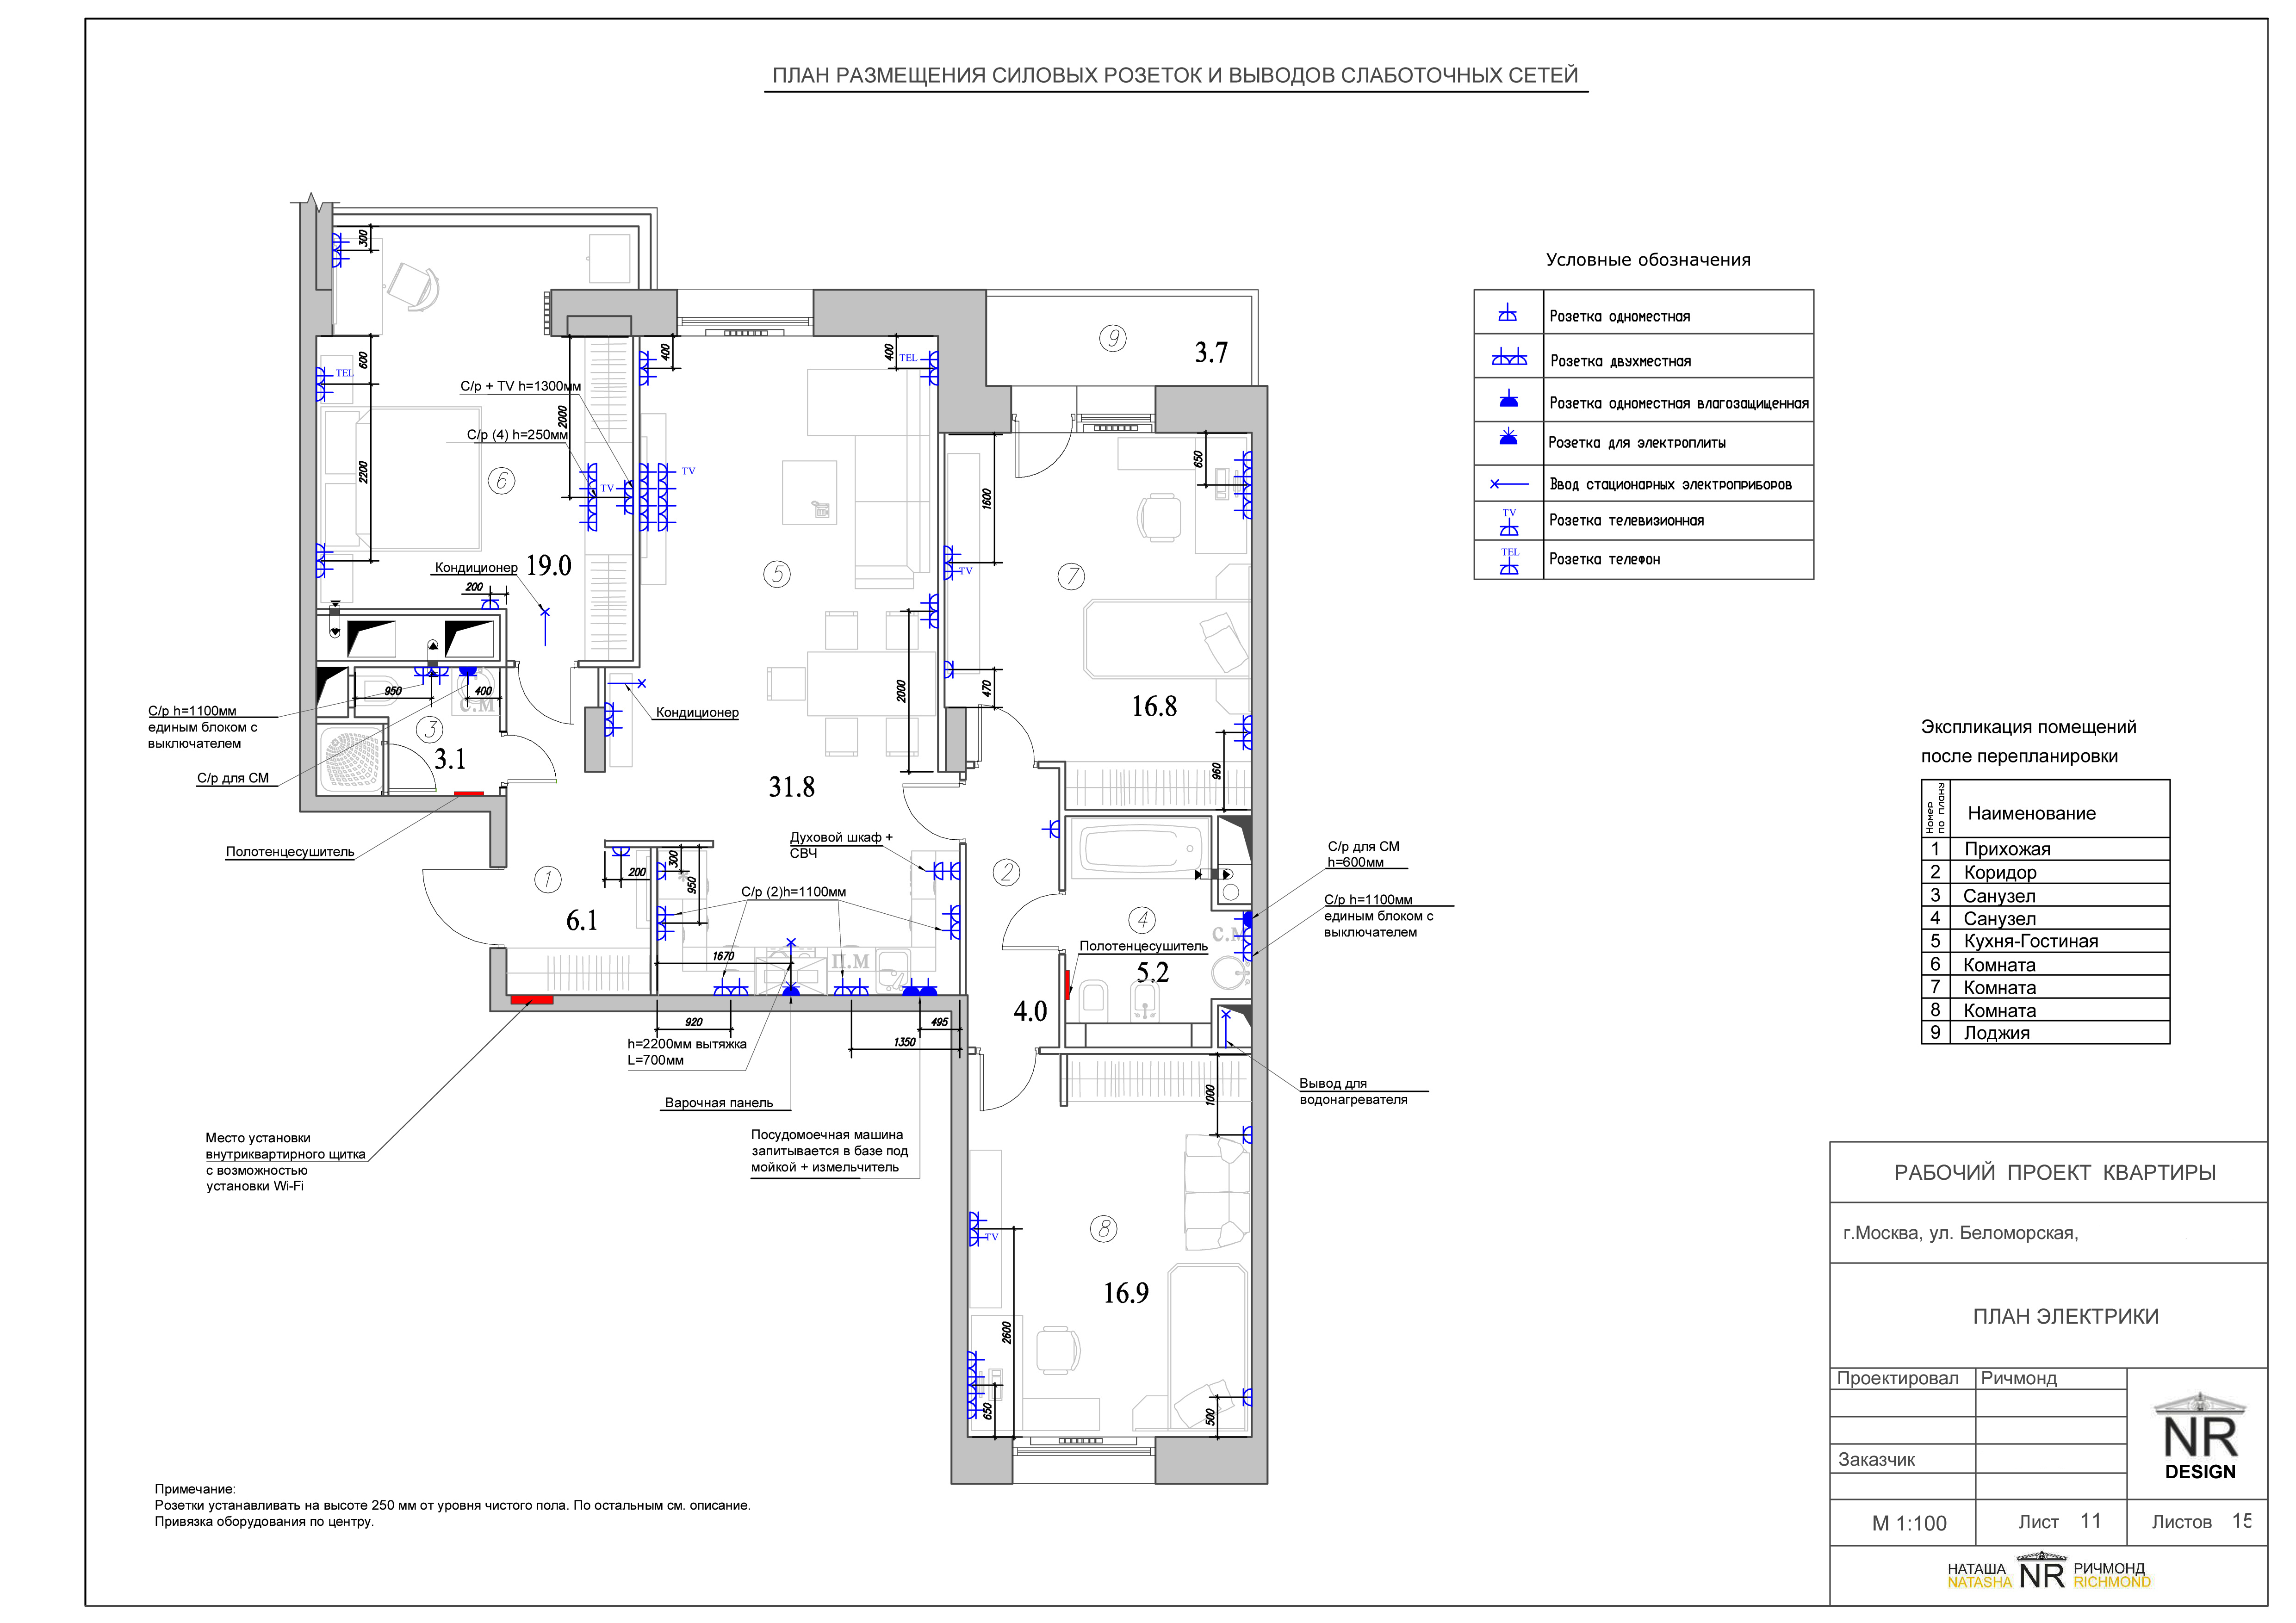 ПЛАН РАЗМЕЩЕНИЯ СИЛОВЫХ РОЗЕТОК И ВЫВОДОВ СЛАБОТОЧНЫХ СЕТЕЙ
300
600
TEL
2200
6
19.0
С/р + TV h=1300мм
2000
С/р (4) h=250мм
TV
Кондиционер
200
400
TV
400
TEL
5
2000
31.8
Кондиционер
9
3.7
1600
650
TV
7
470
16.8
960
950
400
С.М
3
3.1
С/р h=1100мм
единым блоком с
выключателем
С/р для СМ
Полотенцесушитель
1
200
6.1
300
950
Духовой шкаф +
СВЧ
С/р (2)h=1100мм
1670
П.М
920
495
1350
h=2200мм вытяжка
L=700мм
Варочная панель
Посудомоечная машина
запитывается в базе под
мойкой + измельчитель
Место установки
внутриквартирного щитка
с возможностью
установки Wi-Fi
2
4.0
4
С.М
Полотенцесушитель
5.2
С/р для СМ
h=600мм
С/р h=1100мм
единым блоком с
выключателем
Вывод для
водонагревателя
1000
TV
8
16.9
2600
650
500
Условные обозначения
Розетка одноместная
Розетка двухместная
Розетка одноместная влагозащищенная
Розетка для электроплиты
Ввод стационарных электроприборов
TV
Розетка телевизионная
TEL
Розетка телефон
Экспликация помещений
после перепланировки
Номер
по плану
Наименование
1 Прихожая
2 Коридор
3 Санузел
4 Санузел
5 Кухня-Гостиная
6 Комната
7 Комната
8 Комната
9 Лоджия
РАБОЧИЙ ПРОЕКТ КВАРТИРЫ
г.Москва, ул. Беломорская,
ПЛАН ЭЛЕКТРИКИ
Проектировал Ричмонд
Заказчик
NR
DESIGN
М 1:100 Лист 11 Листов 15
НАТАША NR РИЧМОНД
NATASHA RICHMOND
Примечание:
Розетки устанавливать на высоте 250 мм от уровня чистого пола. По остальным см. описание.
Привязка оборудования по центру.